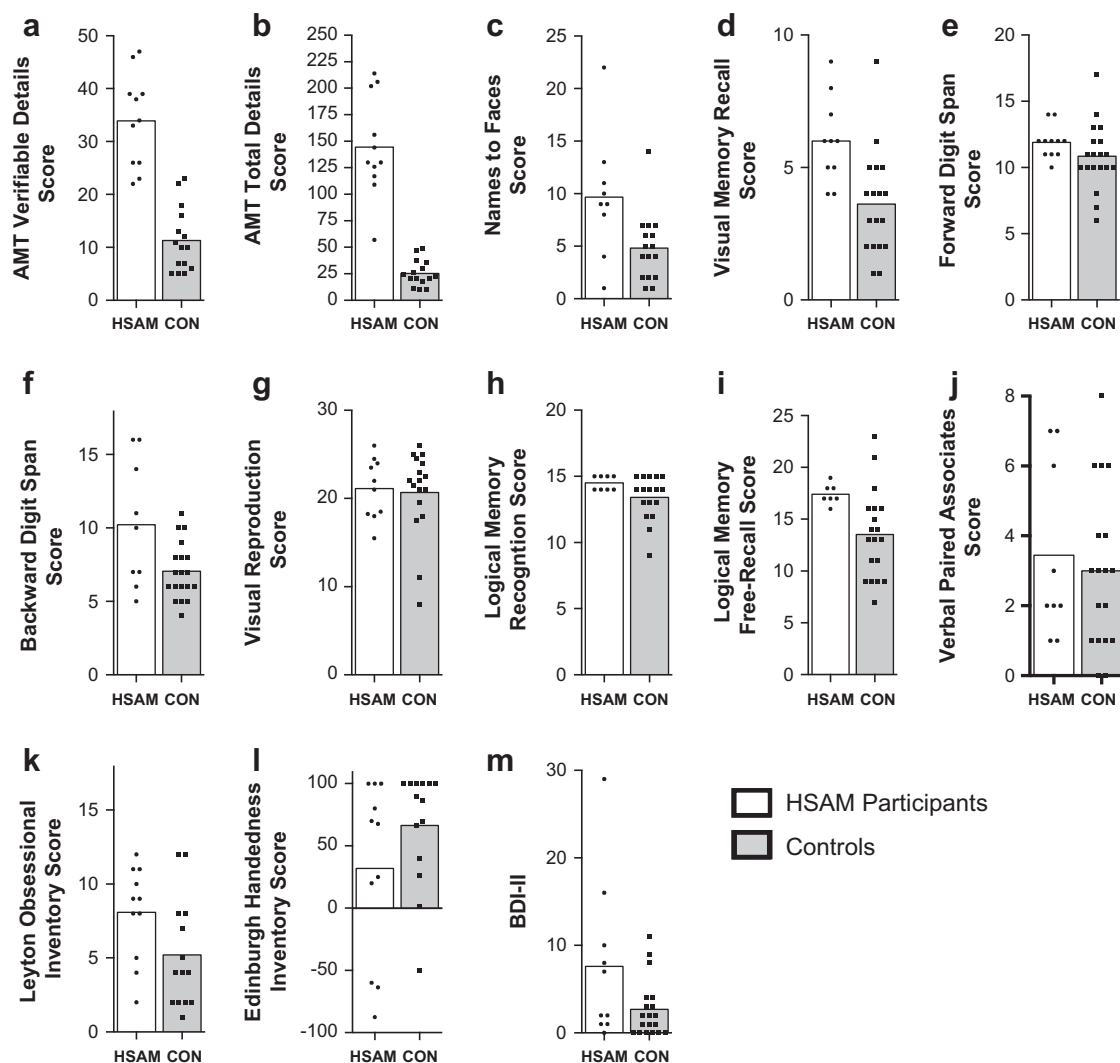 a
AMT Verifiable Details
Score
50
40
30
20
10
0
HSAM CON
b
AMT Total Details
Score
250
225
200
175
150
125
100
75
50
25
0
HSAM CON
c
Names to Faces
Score
25
20
15
10
5
0
HSAM CON
d
Visual Memory Recall
Score
10
5
0
HSAM CON
e
Forward Digit Span
Score
20
15
10
5
0
HSAM CON
f
Backward Digit Span
Score
15
10
5
0
HSAM CON
g
Visual Reproduction
Score
30
20
10
0
HSAM CON
h
Logical Memory
Recogntion Score
20
15
10
5
0
HSAM CON
i
Logical Memory
Free-Recall Score
25
20
15
10
5
0
HSAM CON
j
Verbal Paired Associates
Score
8
6
4
2
0
HSAM CON
k
Leyton Obsessional
Inventory Score
15
10
5
0
HSAM CON
l
Edinburgh Handedness
Inventory Score
100
50
0
-50
-100
HSAM CON
m
BDI-II
30
20
10
0
HSAM CON
HSAM Participants
Controls